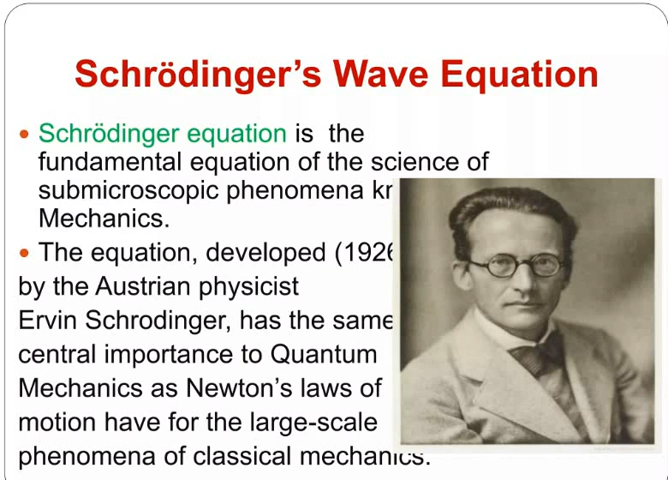 Schrödinger's Wave Equation
Schrödinger equation is the
fundamental equation of the science of
submicroscopic phenomena
Mechanics.
The equation, developed (1926
by the Austrian physicist
Ervin Schrodinger, has the same
central importance to Quantum
Mechanics as Newton's laws of
motion have for the large-scale
phenomena of classical mechanics.